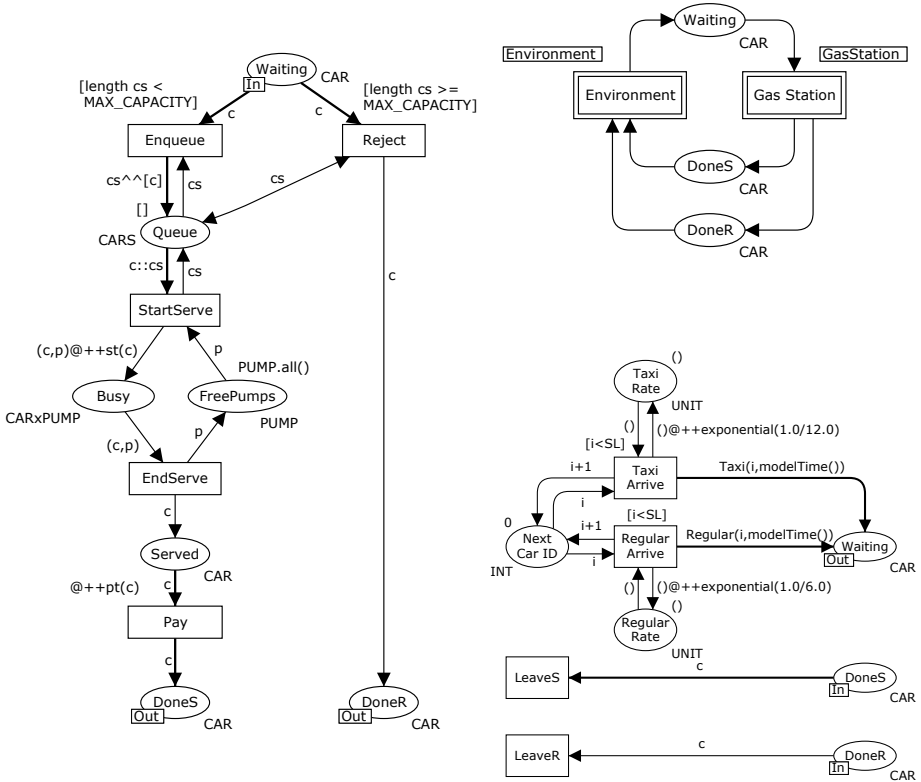 Waiting
In
CAR
[length cs <
MAX_CAPACITY]
[length cs >=
MAX_CAPACITY]
c
c
Enqueue
Reject
cs^^[c]
cs
cs
[]
Queue
CARS
c::cs
cs
c
StartServe
(c,p)@++st(c)
p
PUMP.all()
Busy
FreePumps
CARxPUMP
PUMP
(c,p)
p
EndServe
c
Served
CAR
@++pt(c)
c
Pay
c
DoneS
Out
CAR
DoneR
Out
CAR
Waiting
CAR
Environment
GasStation
Environment
Gas Station
DoneS
CAR
DoneR
CAR
()
Taxi
Rate
UNIT
()
()@++exponential(1.0/12.0)
[i<SL]
i+1
Taxi
Arrive
Taxi(i,modelTime())
i
0
[i<SL]
i+1
Next
Car ID
Regular
Arrive
Regular(i,modelTime())
Waiting
Out
CAR
INT
i
()
()@++exponential(1.0/6.0)
()
Regular
Rate
UNIT
LeaveS
c
DoneS
In
CAR
LeaveR
c
DoneR
In
CAR